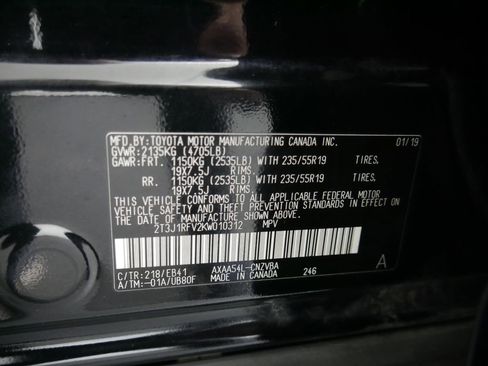 MFD.BY:TOYOTA MOTOR MANUFACTURING CANADA INC. 01/19
GVWR:2135KG (4705LB)
GAWR:FRT. 1150KG (2535LB) WITH 235/55R19 TIRES,
19X7.5J RIMS.
RR. 1150KG (2535LB) WITH 235/55R19 TIRES,
19X7.5J RIMS.
THIS VEHICLE CONFORMS TO ALL APPLICABLE FEDERAL MOTOR
VEHICLE SAFETY AND BUMPER STANDARDS IN EFFECT ON THE
DATE OF MANUFACTURE SHOWN ABOVE.
2T3J1RFV2KW010312 MPV
C/TR:218/EB41 AXAA54L-CNZVBA A
A/TM:-01A/UB80F MADE IN CANADA 246